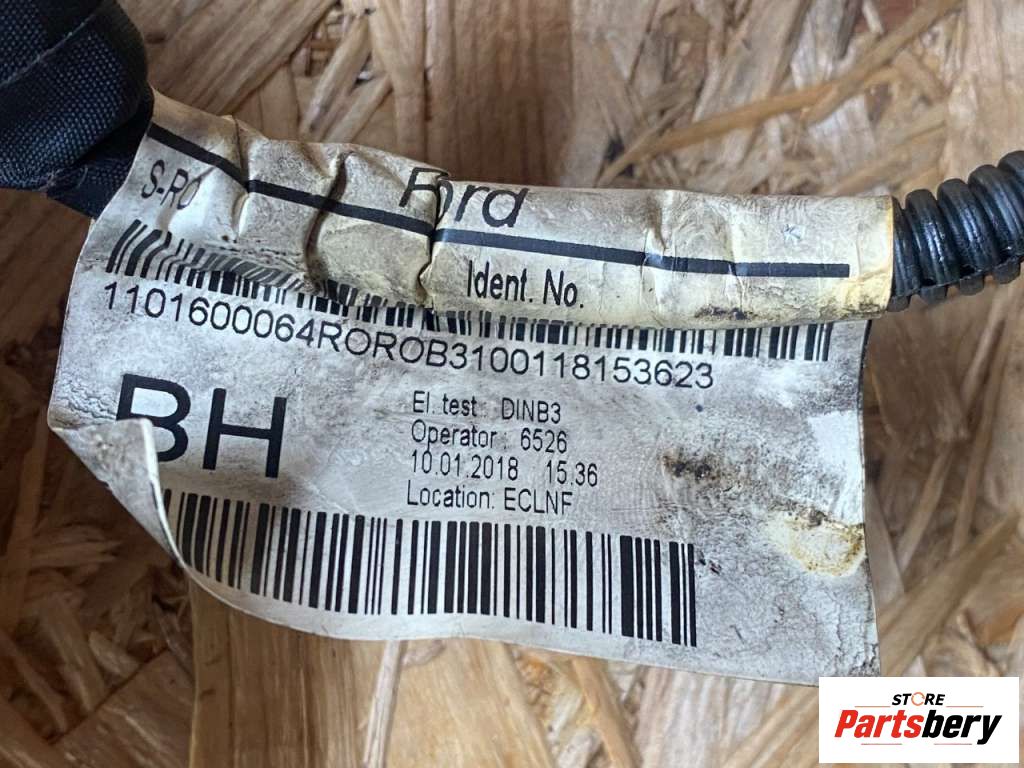 S-RO
Ford
Ident. No.
1101600064ROROB3100118153623
BH
El. test : DINB3
Operator : 6526
10.01.2018 15.36
Location: ECLNF
STORE
Partsbery